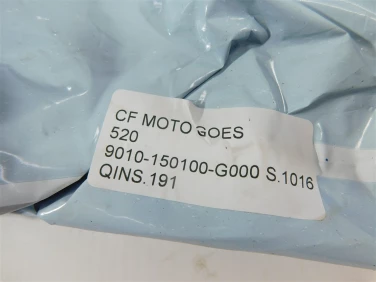 CF MOTO GOES
520
9010-150100-G000 S.1016
QINS.191